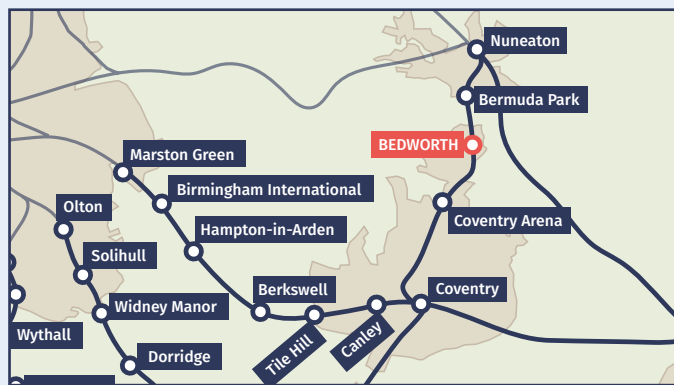 Nuneaton
Bermuda Park
BEDWORTH
Marston Green
Birmingham International
Olton
Coventry Arena
Hampton-in-Arden
Solihull
Berkswell
Coventry
Widney Manor
Wythall
Canley
Tile Hill
Dorridge